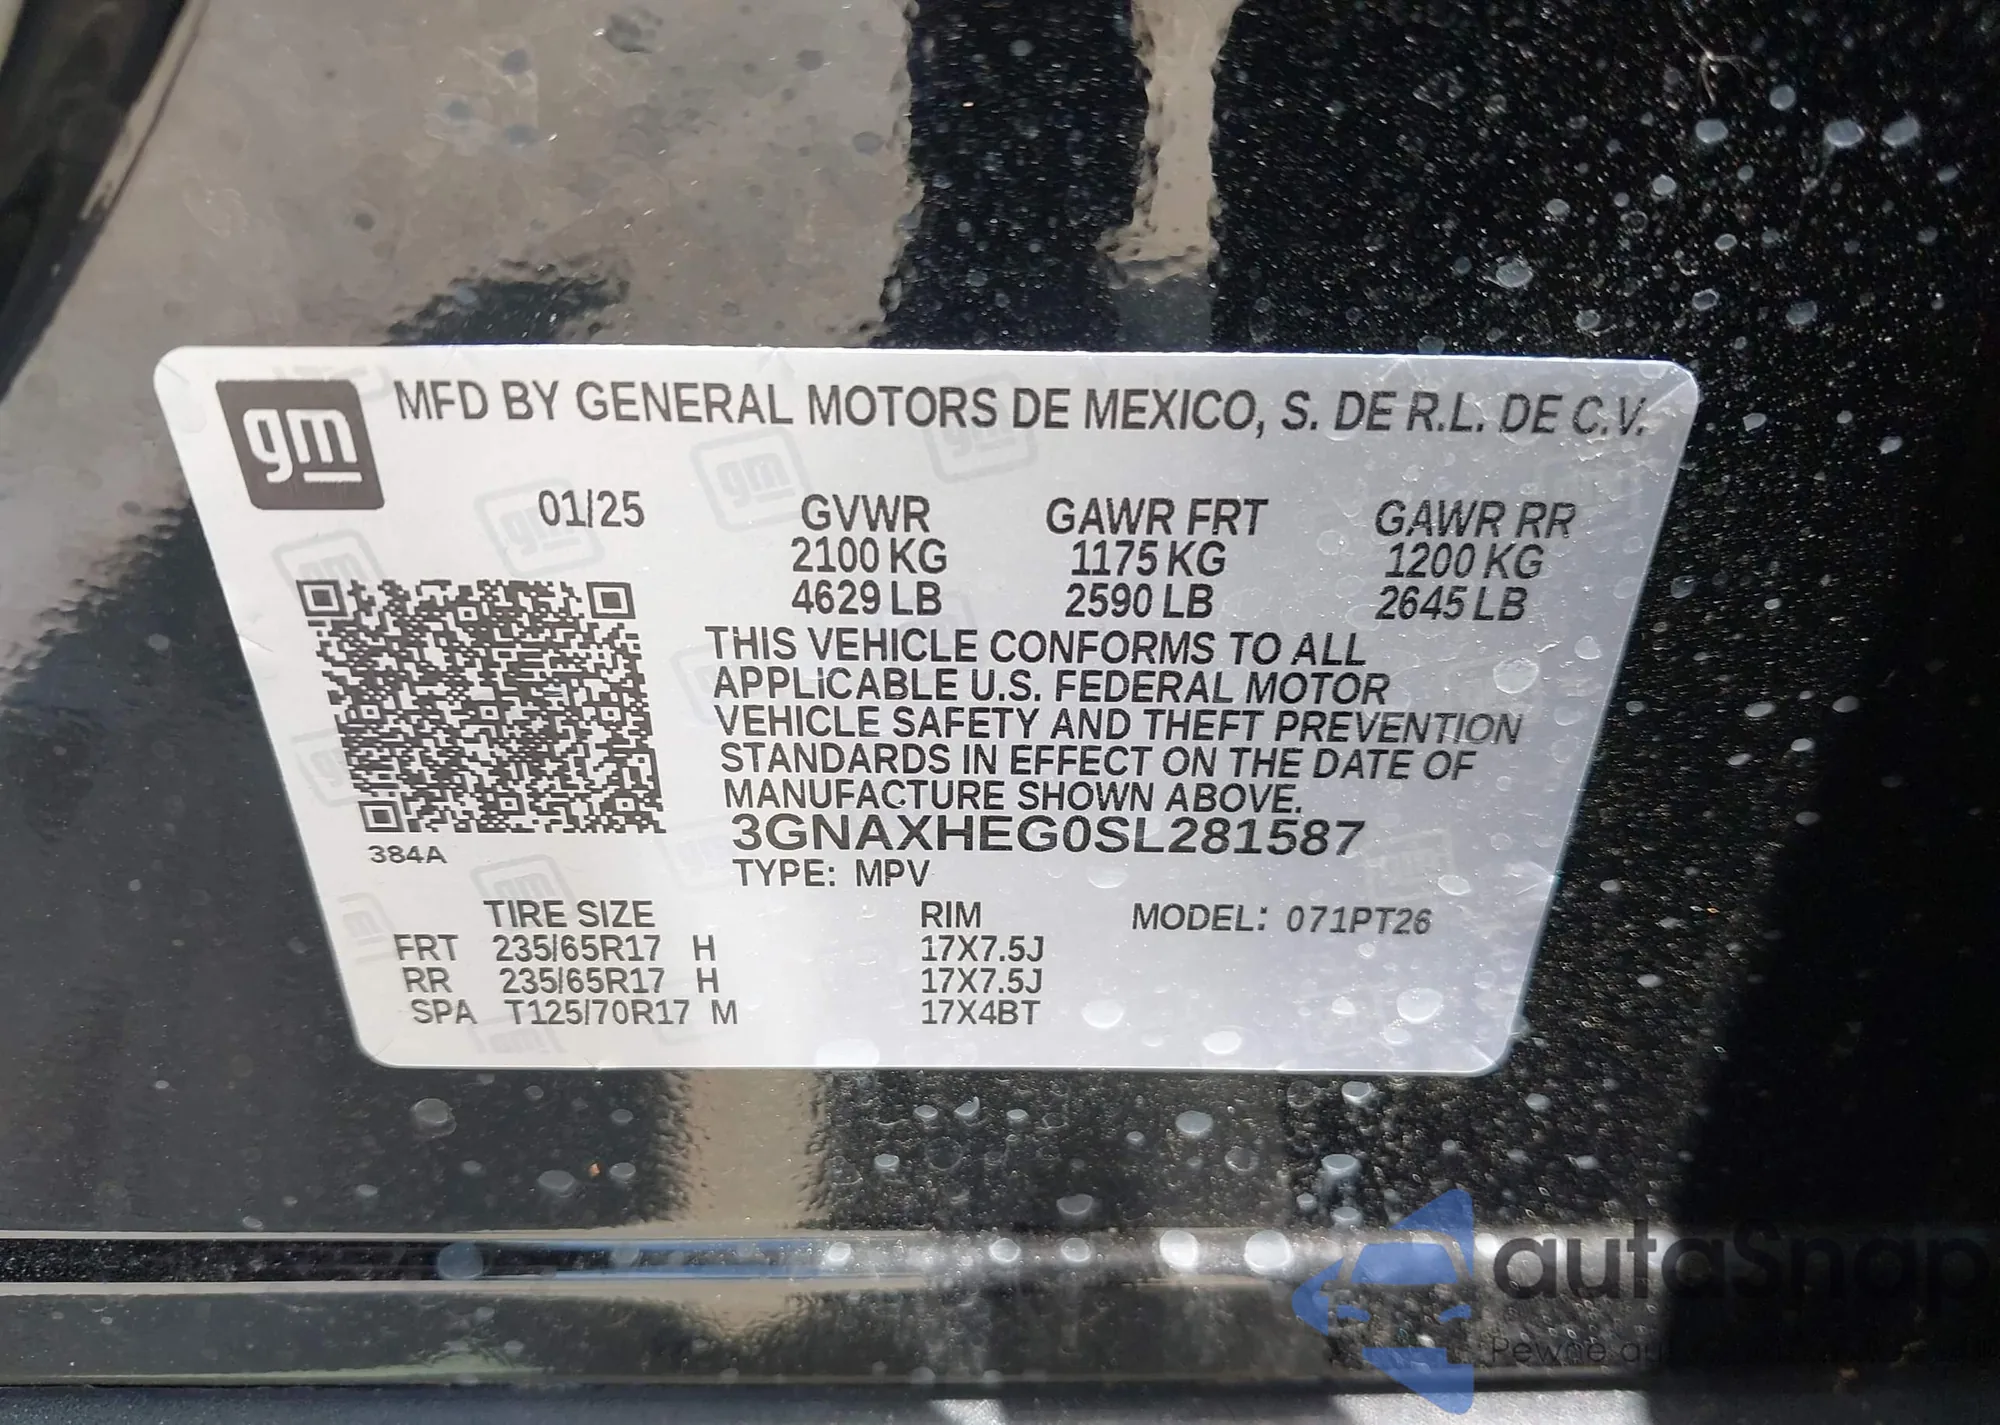 gm MFD BY GENERAL MOTORS DE MEXICO, S. DE R.L. DE C.V.
01/25 GVWR GAWR FRT GAWR RR
2100 KG 1175 KG 1200 KG
4629 LB 2590 LB 2645 LB
THIS VEHICLE CONFORMS TO ALL
APPLICABLE U.S. FEDERAL MOTOR
VEHICLE SAFETY AND THEFT PREVENTION
STANDARDS IN EFFECT ON THE DATE OF
MANUFACTURE SHOWN ABOVE.
3GNAXHEG0SL281587
384A
TYPE: MPV
TIRE SIZE RIM MODEL: 071PT26
FRT 235/65R17 H 17X7.5J
RR 235/65R17 H 17X7.5J
SPA T125/70R17 M 17X4BT
autaSnap
Pewne